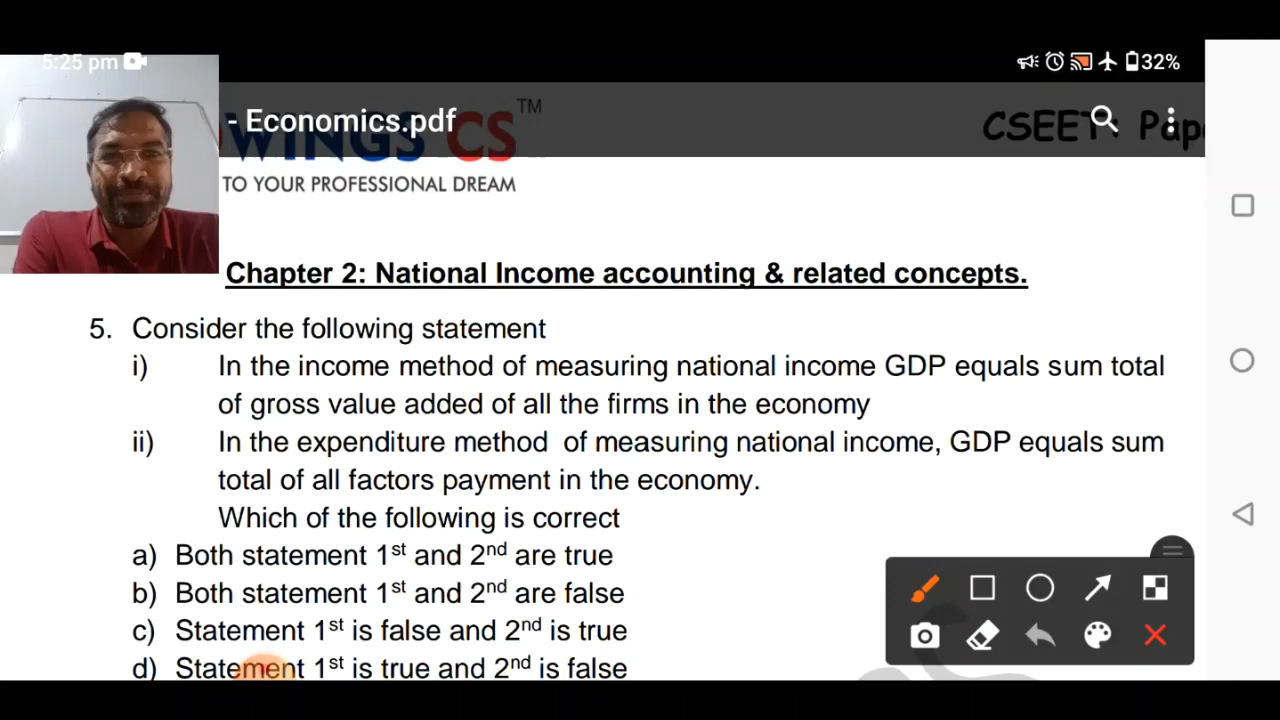 5:25 pm
32%
- Economics.pdf
WINGS CS™
CSEET: Pap
TO YOUR PROFESSIONAL DREAM
Chapter 2: National Income accounting & related concepts.
5. Consider the following statement
i) In the income method of measuring national income GDP equals sum total
of gross value added of all the firms in the economy
ii) In the expenditure method of measuring national income, GDP equals sum
total of all factors payment in the economy.
Which of the following is correct
a) Both statement 1st and 2nd are true
b) Both statement 1st and 2nd are false
c) Statement 1st is false and 2nd is true
d) Statement 1st is true and 2nd is false